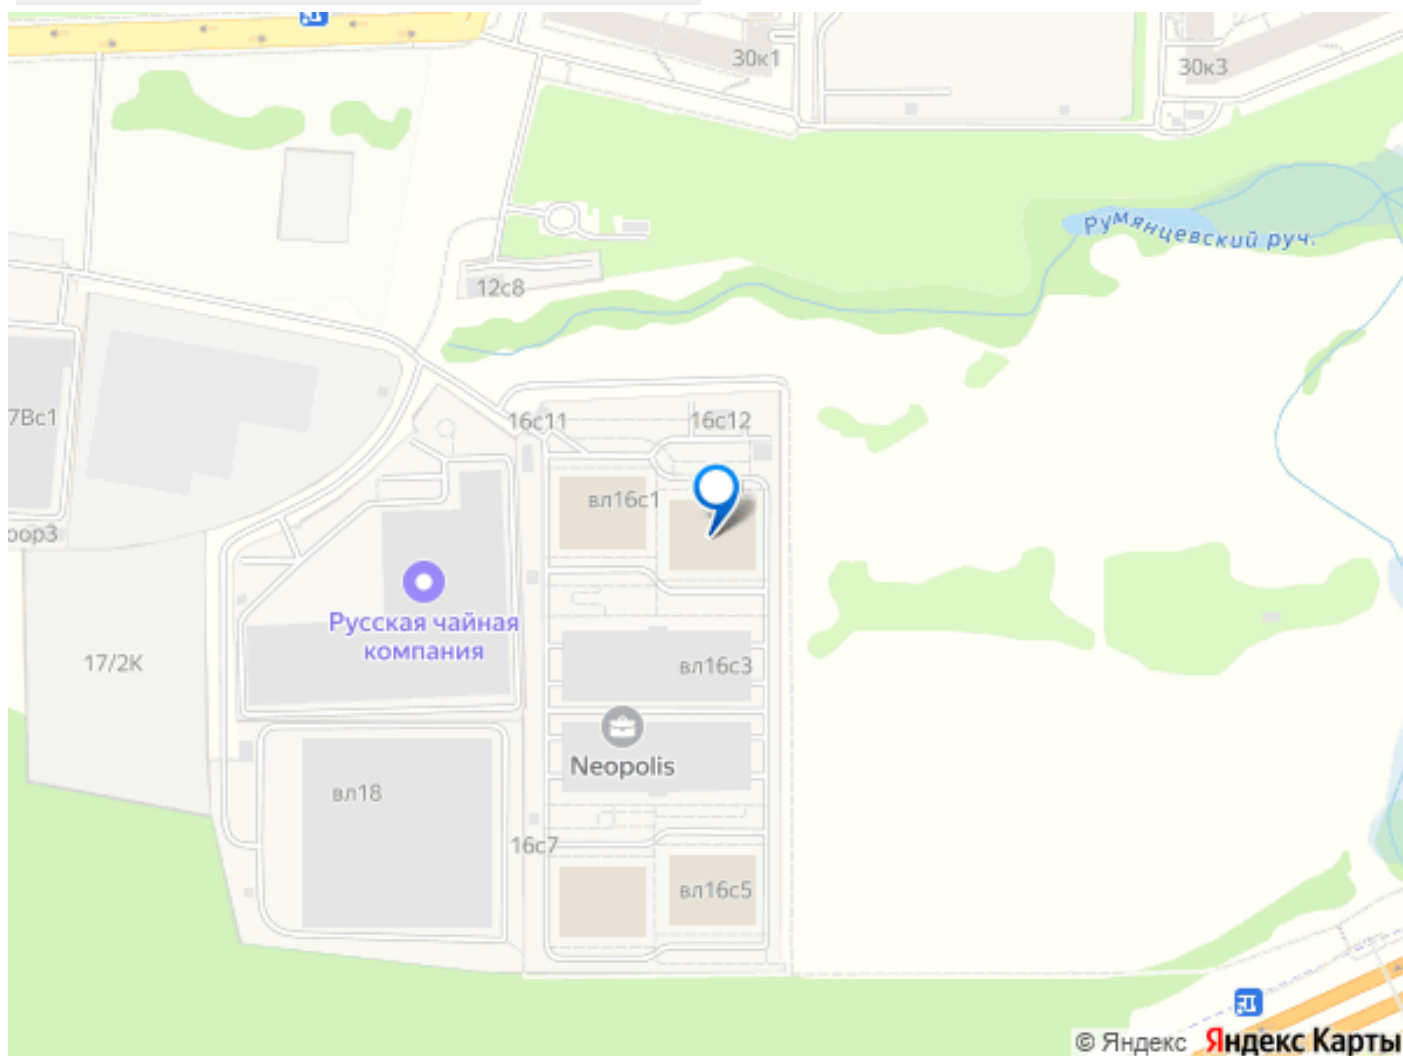 30к1
30к3
Румянцевский руч.
12с8
7Вс1
16с11
16с12
вл16с1
оор3
Русская чайная
компания
17/2К
вл16с3
Neopolis
вл18
16с7
вл16с5
© Яндекс Яндекс Карты